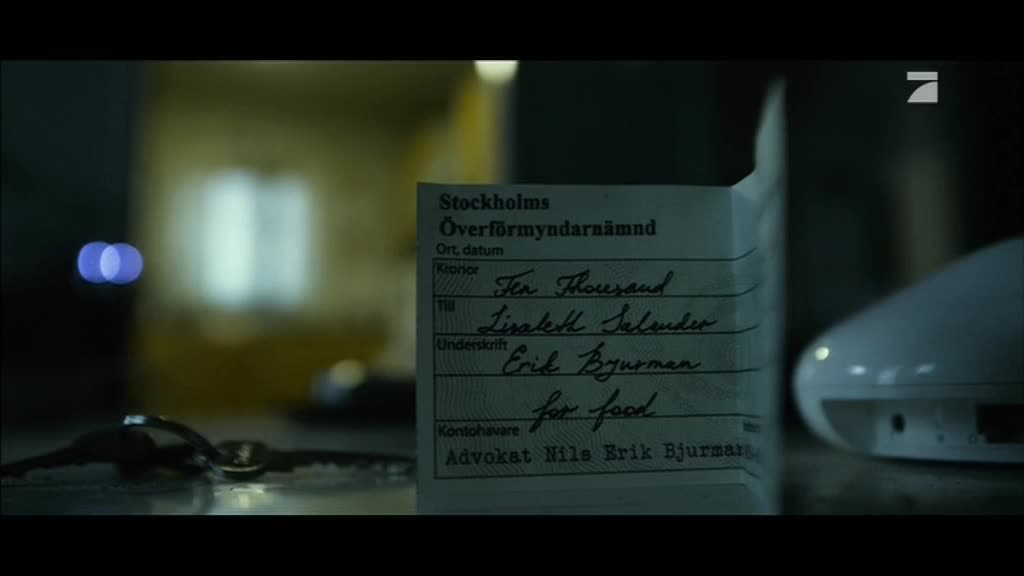 Stockholms
Överförmyndarnämnd
Ort, datum
Kronor Ten Thousand
Till Lisabeth Salander
Underskrift Erik Bjurman
for food
Kontohavare
Advokat Nils Erik Bjurman